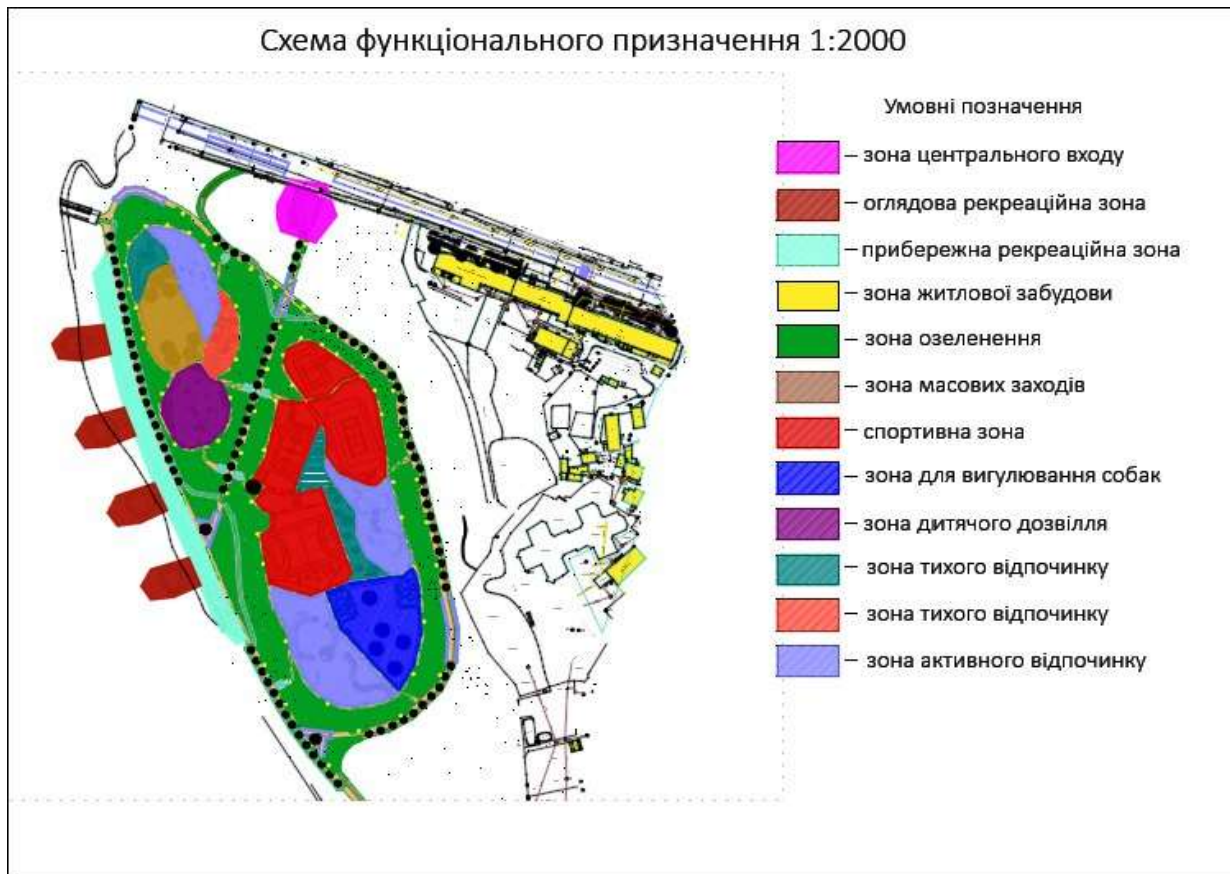 Схема функціонального призначення 1:2000
Умовні позначення
– зона центрального входу
– оглядова рекреаційна зона
– прибережна рекреаційна зона
– зона житлової забудови
– зона озеленення
– зона масових заходів
– спортивна зона
– зона для вигулювання собак
– зона дитячого дозвілля
– зона тихого відпочинку
– зона тихого відпочинку
– зона активного відпочинку